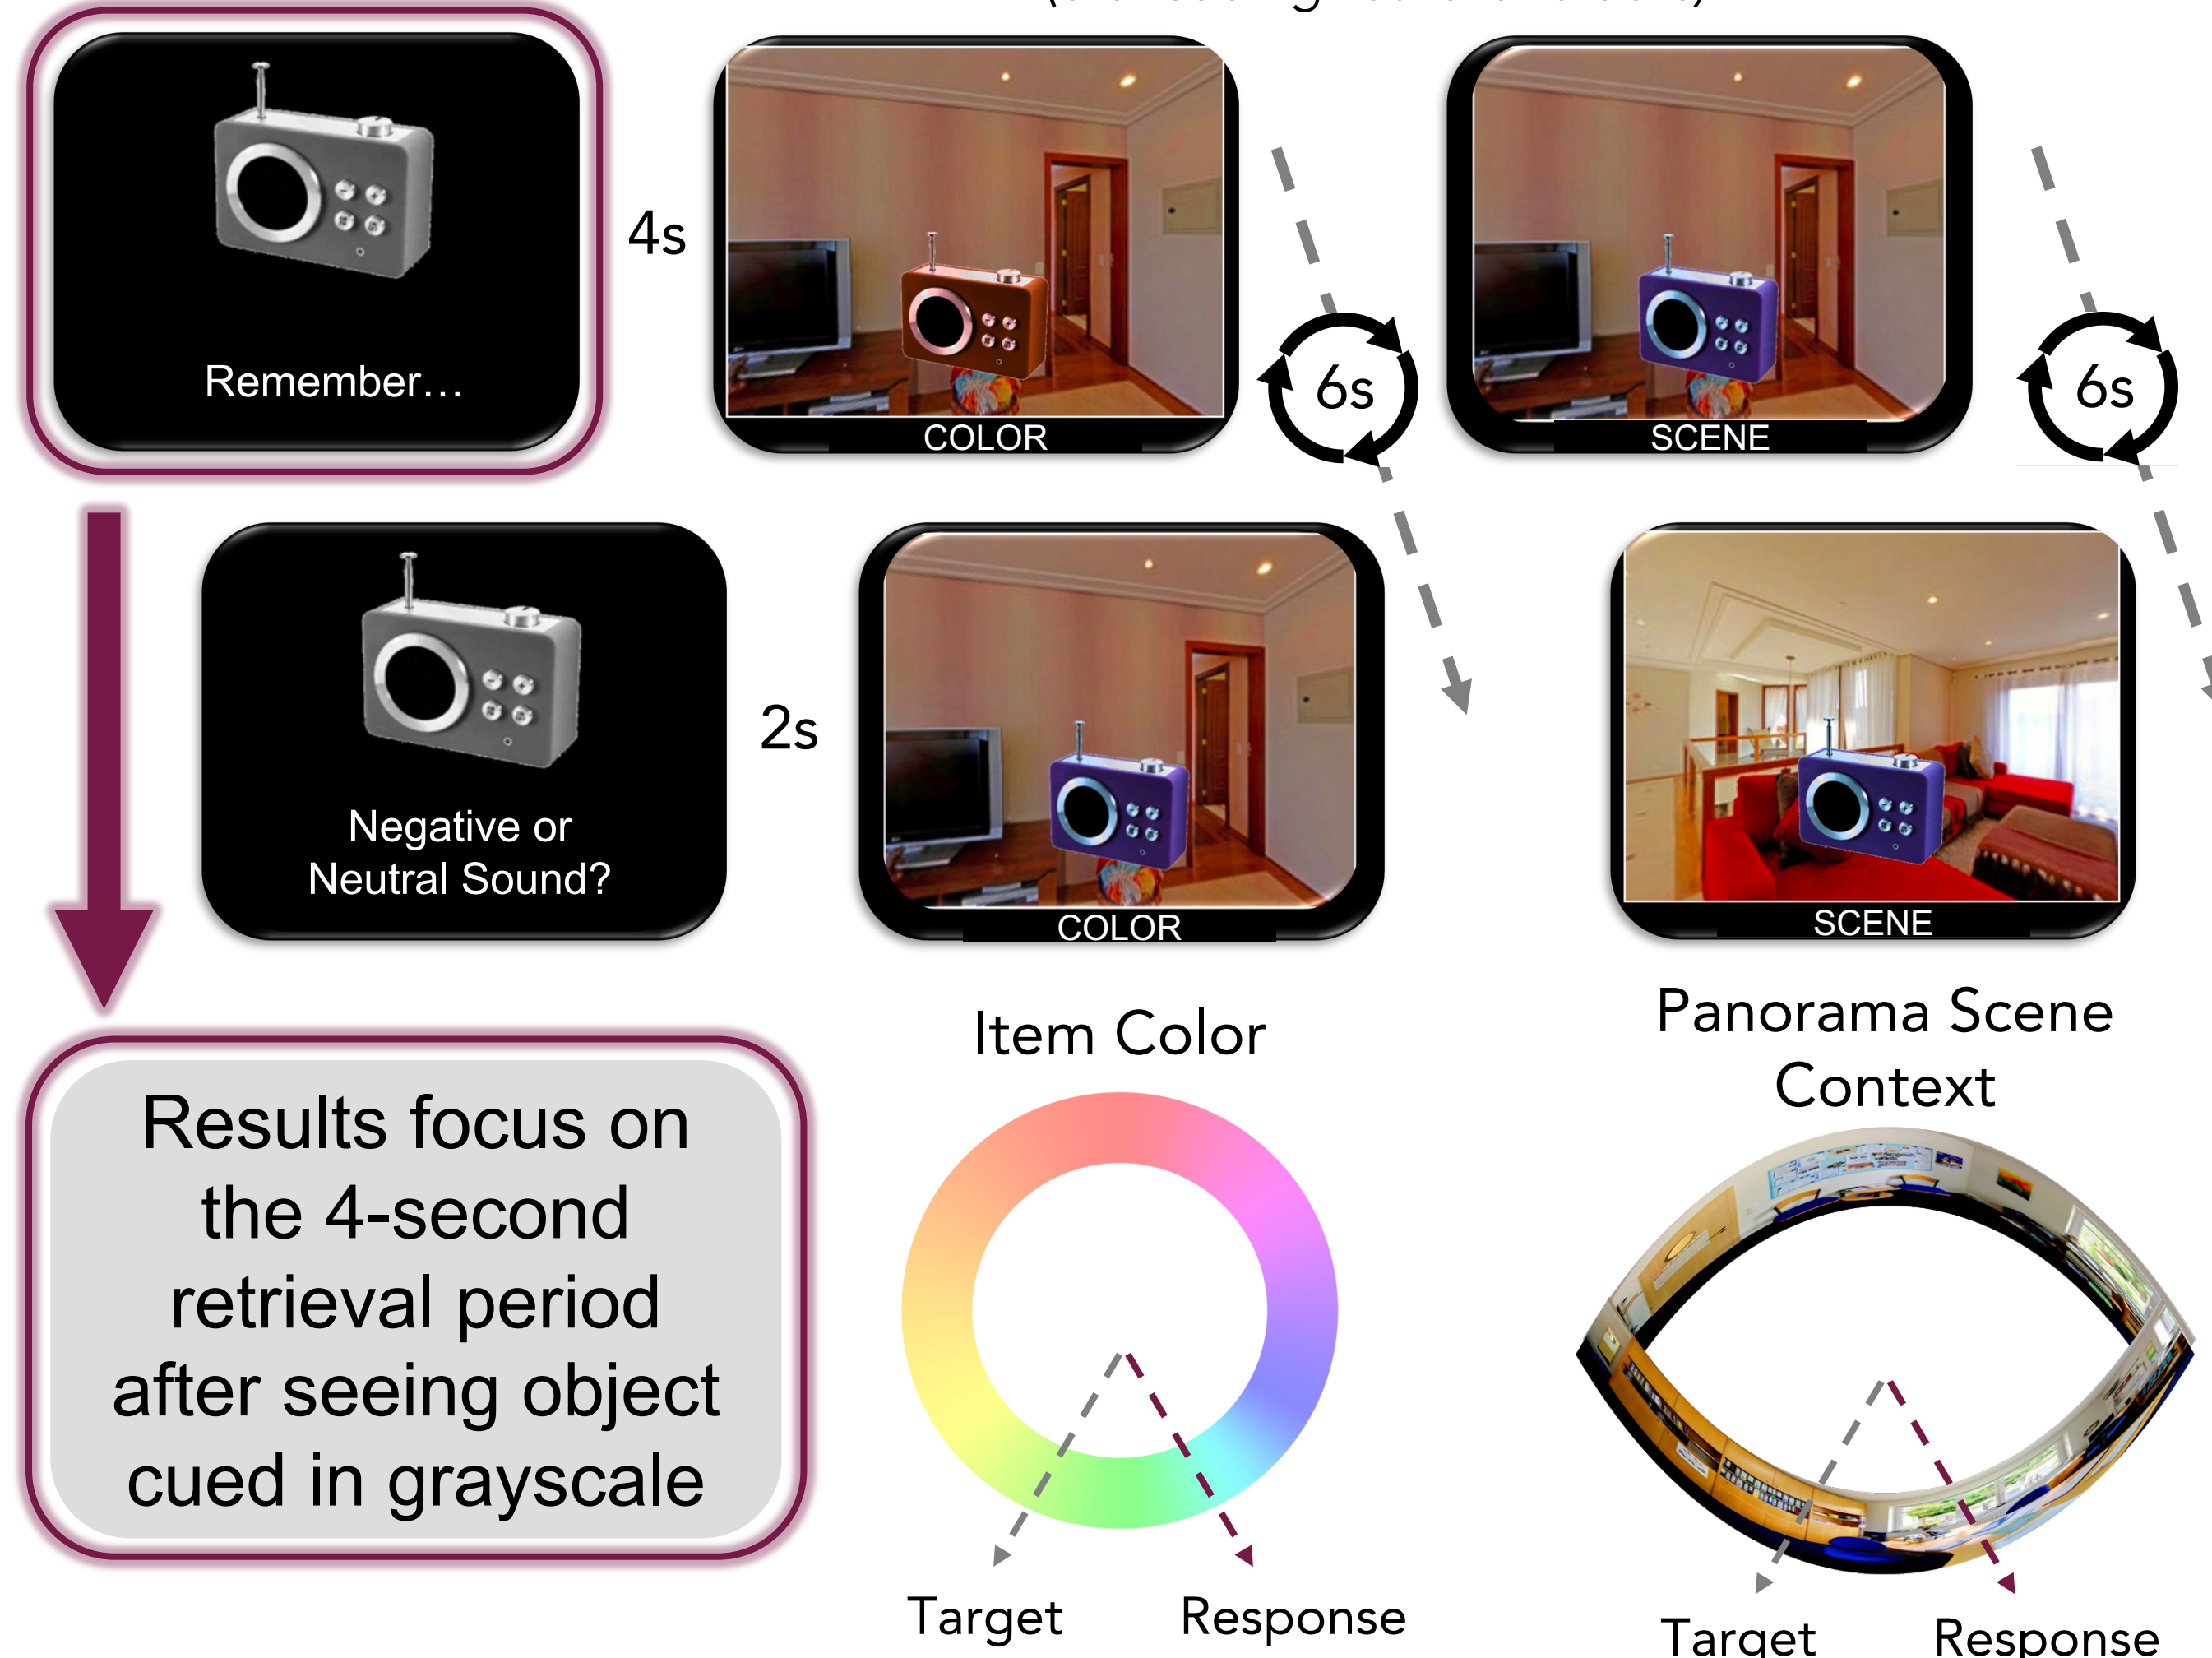 Remember…
4s
COLOR
6s
SCENE
6s
Negative or
Neutral Sound?
2s
COLOR
SCENE
Results focus on
the 4-second
retrieval period
after seeing object
cued in grayscale
Item Color
Target
Response
Panorama Scene
Context
Target
Response